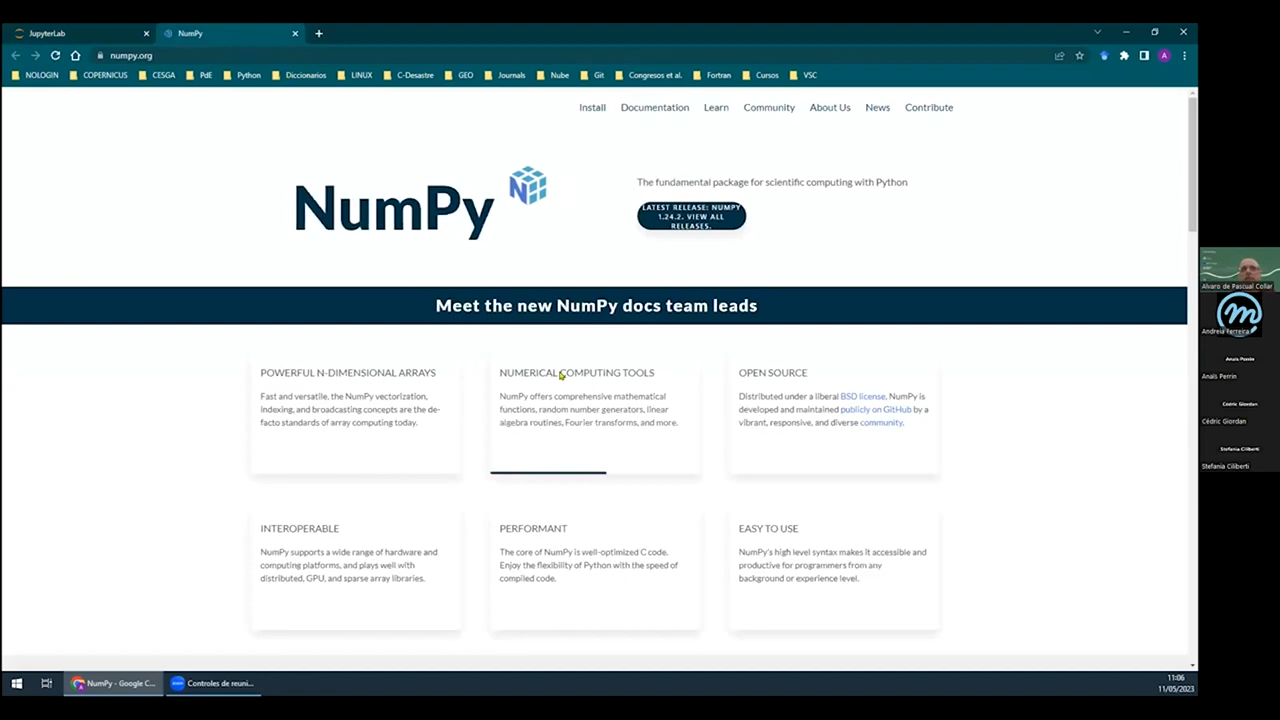 JupyterLab
NumPy
numpy.org
NOLOGIN
COPERNICUS
CESGA
PdE
Python
Diccionarios
LINUX
C-Desastre
GEO
Journals
Nube
Git
Congresos et al.
Fortran
Cursos
VSC
A
Install
Documentation
Learn
Community
About Us
News
Contribute
NumPy
The fundamental package for scientific computing with Python
LATEST RELEASE: NUMPY
1.24.2. VIEW ALL
RELEASES.
Meet the new NumPy docs team leads
POWERFUL N-DIMENSIONAL ARRAYS
Fast and versatile, the NumPy vectorization,
indexing, and broadcasting concepts are the de-
facto standards of array computing today.
NUMERICAL COMPUTING TOOLS
NumPy offers comprehensive mathematical
functions, random number generators, linear
algebra routines, Fourier transforms, and more.
OPEN SOURCE
Distributed under a liberal BSD license, NumPy is
developed and maintained publicly on GitHub by a
vibrant, responsive, and diverse community.
INTEROPERABLE
NumPy supports a wide range of hardware and
computing platforms, and plays well with
distributed, GPU, and sparse array libraries.
PERFORMANT
The core of NumPy is well-optimized C code.
Enjoy the flexibility of Python with the speed of
compiled code.
EASY TO USE
NumPy's high level syntax makes it accessible and
productive for programmers from any
background or experience level.
Alvaro de Pascual Collar
Andreia Ferreira
Anaïs Perrin
Anaïs Perrin
Cédric Giordan
Cédric Giordan
Stefania Ciliberti
Stefania Ciliberti
NumPy - Google C...
Controles de reuni...
11:06
11/05/2023